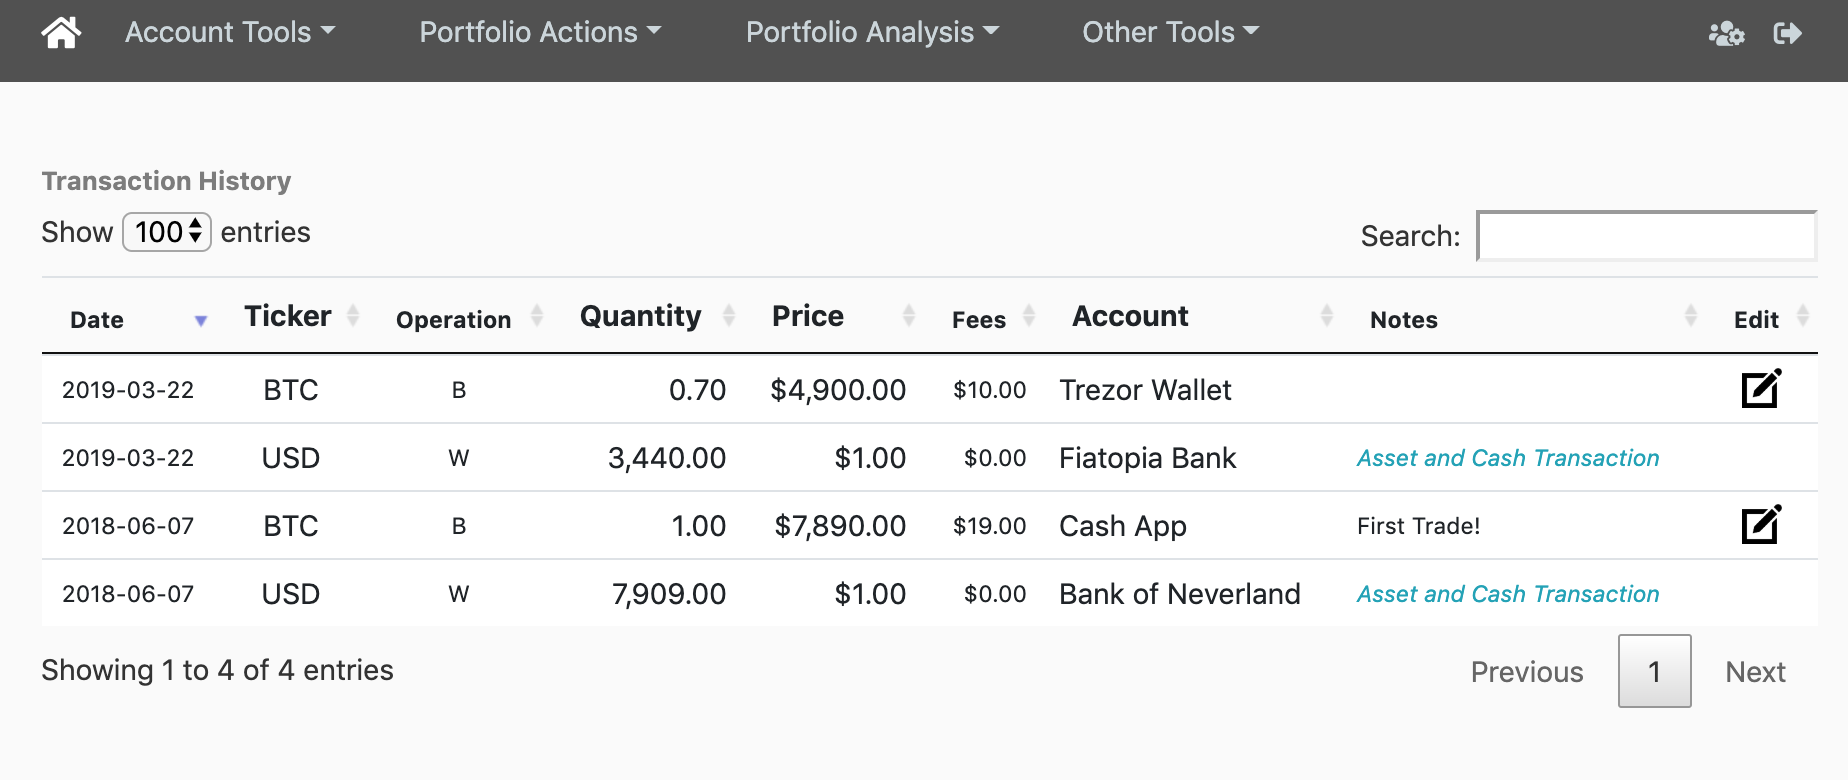 Account Tools Portfolio Actions Portfolio Analysis Other Tools
Transaction History
Show 100 entries Search:
Date Ticker Operation Quantity Price Fees Account Notes Edit
2019-03-22 BTC B 0.70 $4,900.00 $10.00 Trezor Wallet
2019-03-22 USD W 3,440.00 $1.00 $0.00 Fiatopia Bank Asset and Cash Transaction
2018-06-07 BTC B 1.00 $7,890.00 $19.00 Cash App First Trade!
2018-06-07 USD W 7,909.00 $1.00 $0.00 Bank of Neverland Asset and Cash Transaction
Showing 1 to 4 of 4 entries Previous 1 Next